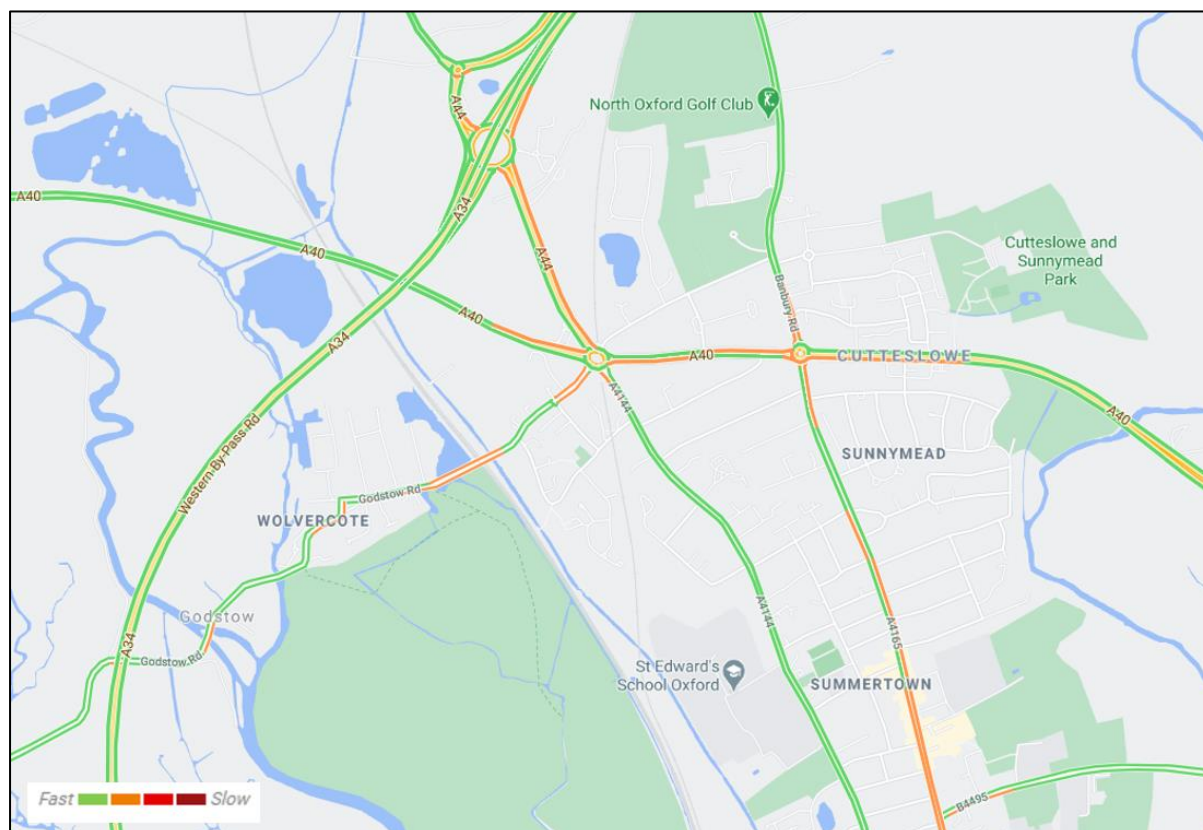 A44
North Oxford Golf Club
A34
A40
A40
Cutteslowe and
Sunnymead
Park
A44
Banbury Rd
A40
A34
A40
CUTTESLOWE
A4144
A40
Western By-Pass Rd
SUNNYMEAD
Godstow Rd
WOLVERCOTE
A4144
Godstow
A4165
A34
Godstow Rd
St Edward's
School Oxford
SUMMERTOWN
B4495
Fast
Slow